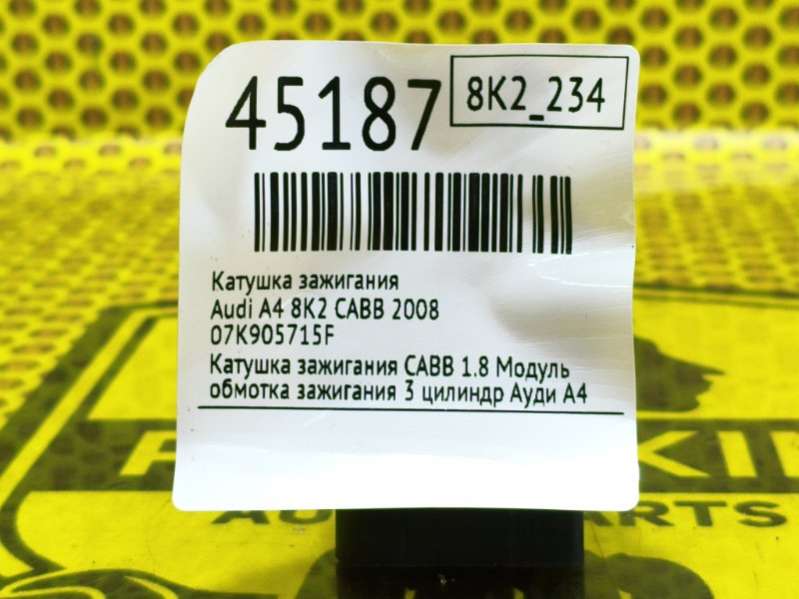 45187
8K2_234
Катушка зажигания
Audi A4 8K2 CABB 2008
07K905715F
Катушка зажигания CABB 1.8 Модуль
обмотка зажигания 3 цилиндр Ауди А4